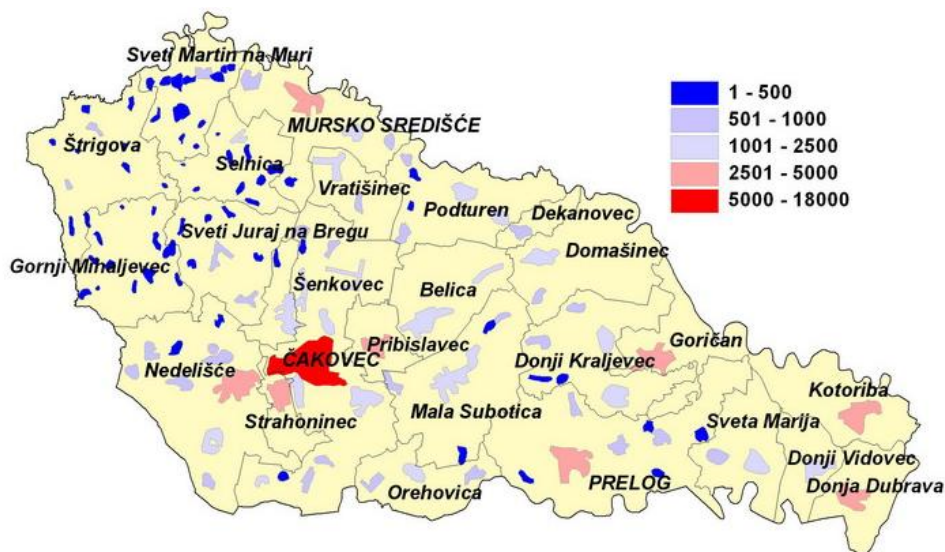 Sveti Martin na Muri
1 - 500
501 - 1000
MURSKO SREDIŠĆE
1001 - 2500
Štrigova
2501 - 5000
Selnica
Vratišinec
5000 - 18000
Podturen
Dekanovec
Sveti Juraj na Bregu
Domašinec
Gornji Mihaljevec
Šenkovec
Belica
Pribislavec
Goričan
ČAKOVEC
Donji Kraljevec
Nedelišće
Kotoriba
Strahoninec
Mala Subotica
Sveta Marija
Donji Vidovec
PRELOG
Donja Dubrava
Orehovica